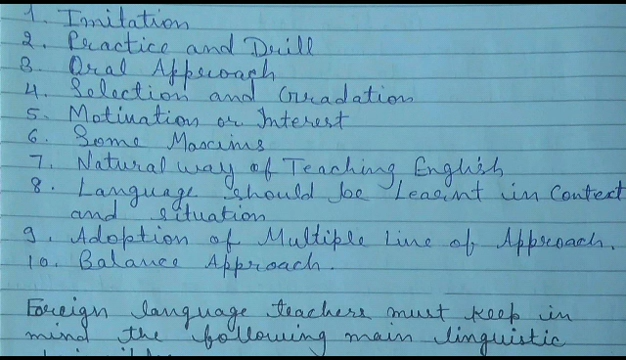 1. Imitation
2. Practice and Drill
3. Oral Approach
4. Selection and Gradation
5. Motivation or Interest
6. Some Maxims
7. Natural way of Teaching English
8. Language should be Learnt in Context
and situation
9. Adoption of Multiple Line of Approach.
10. Balance Approach.
Foreign language teachers must keep in
mind the following main linguistic